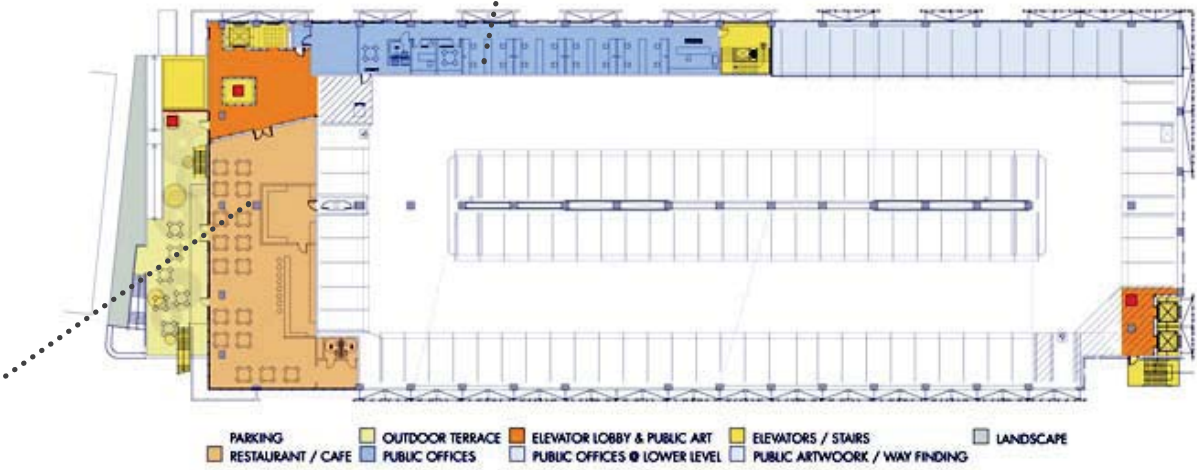 PARKING OUTDOOR TERRACE ELEVATOR LOBBY & PUBLIC ART ELEVATORS / STAIRS LANDSCAPE
RESTAURANT / CAFE PUBLIC OFFICES PUBLIC OFFICES @ LOWER LEVEL PUBLIC ARTWOORK / WAY FINDING